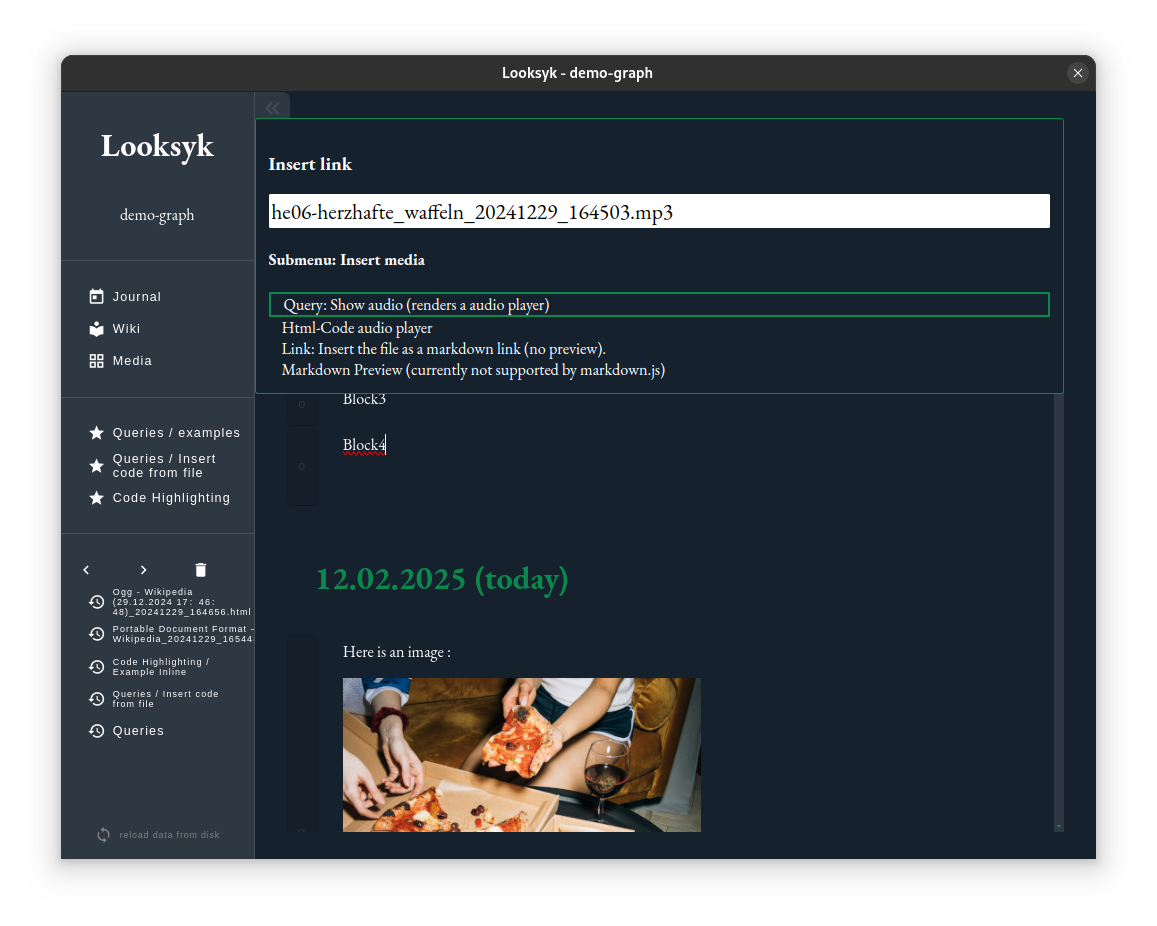 Looksyk - demo-graph
Looksyk
demo-graph
Journal
Wiki
Media
Queries / examples
Queries / Insert
code from file
Code Highlighting
Ogg - Wikipedia
(29.12.2024 17: 46:
48)_20241229_164656.html
Portable Document Format –
Wikipedia_20241229_16544
Code Highlighting /
Example Inline
Queries / Insert code
from file
Queries
reload data from disk
Insert link
he06-herzhafte_waffeln_20241229_164503.mp3
Submenu: Insert media
Query: Show audio (renders a audio player)
Html-Code audio player
Link: Insert the file as a markdown link (no preview).
Markdown Preview (currently not supported by markdown.js)
Block3
Block4
12.02.2025 (today)
Here is an image :